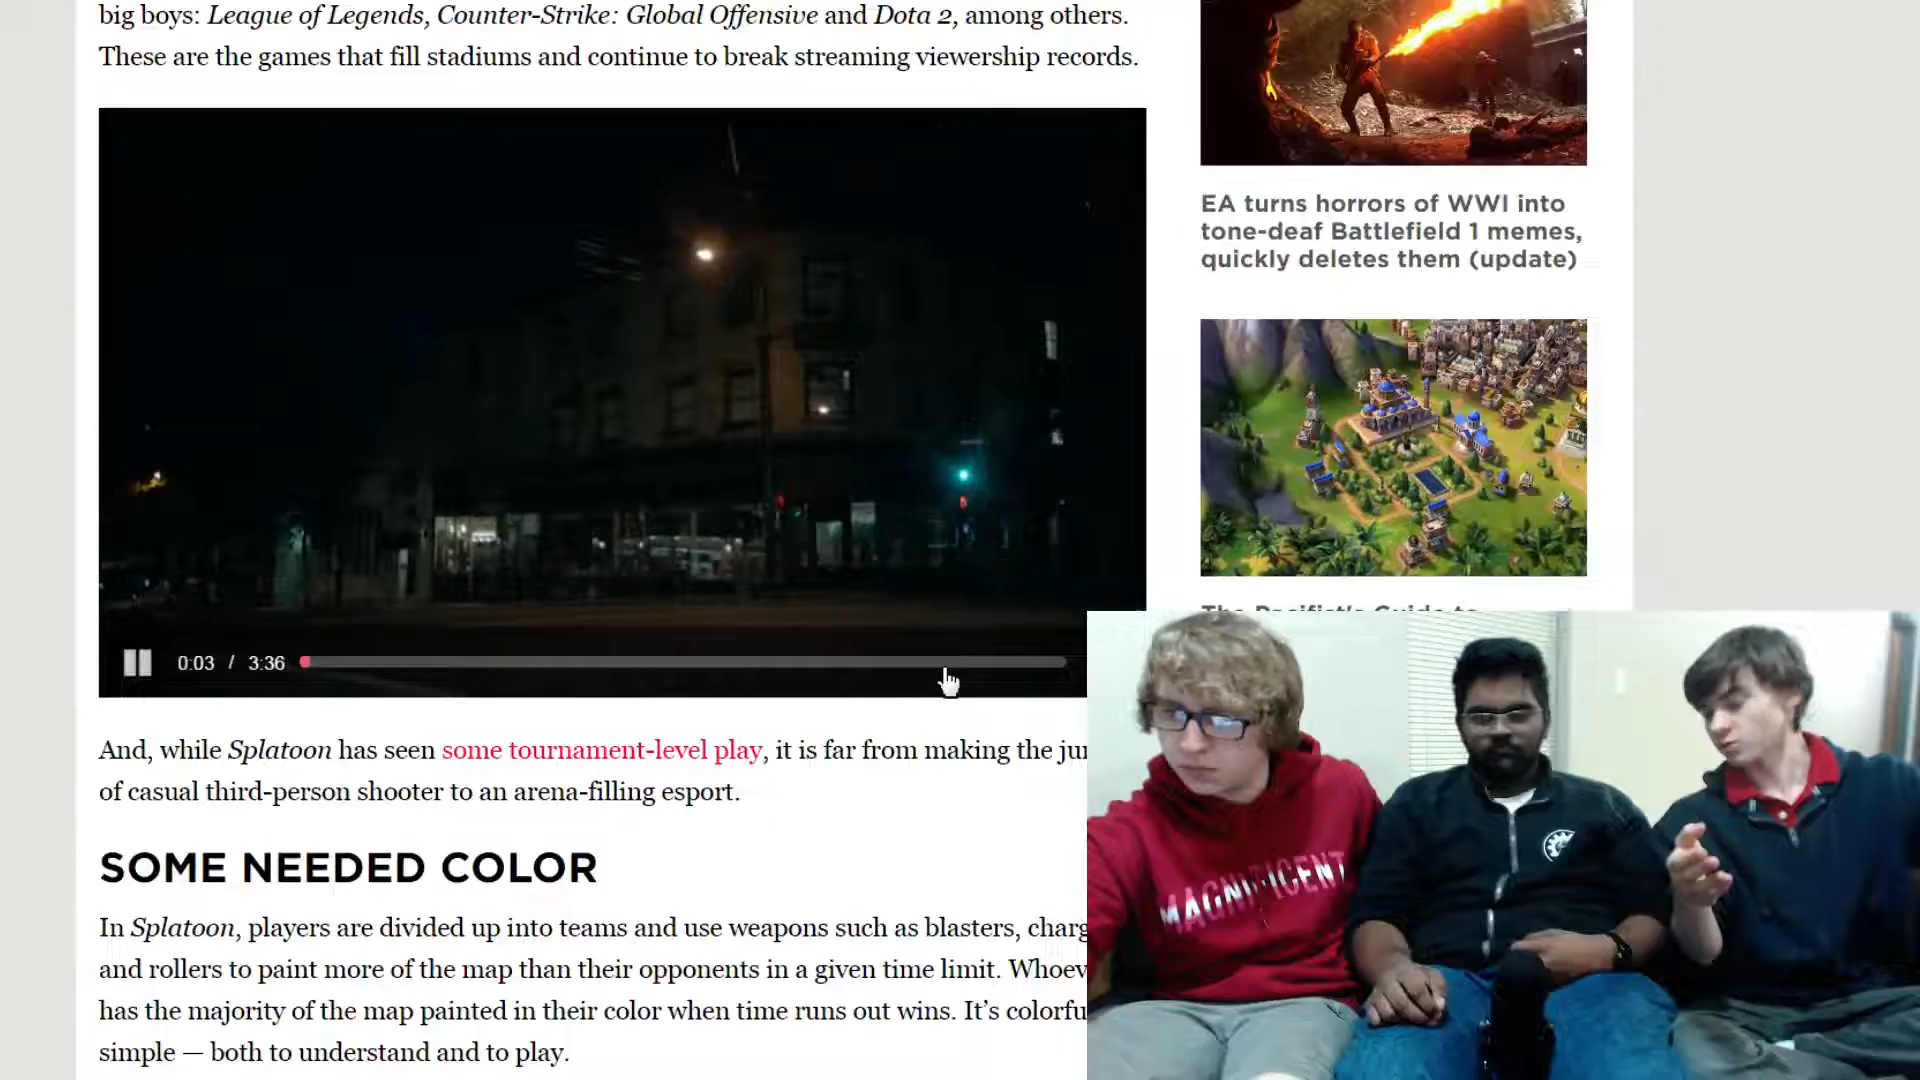 big boys: League of Legends, Counter-Strike: Global Offensive and Dota 2, among others.
These are the games that fill stadiums and continue to break streaming viewership records.
0:03 / 3:36
And, while Splatoon has seen some tournament-level play, it is far from making the
of casual third-person shooter to an arena-filling esport.
SOME NEEDED COLOR
In Splatoon, players are divided up into teams and use weapons such as blasters,
and rollers to paint more of the map than their opponents in a given time limit.
has the majority of the map painted in their color when time runs out wins. It's
simple — both to understand and to play.
EA turns horrors of WWI into
tone-deaf Battlefield 1 memes,
quickly deletes them (update)
The Pacifist's Guide to
MAGNIFICENT